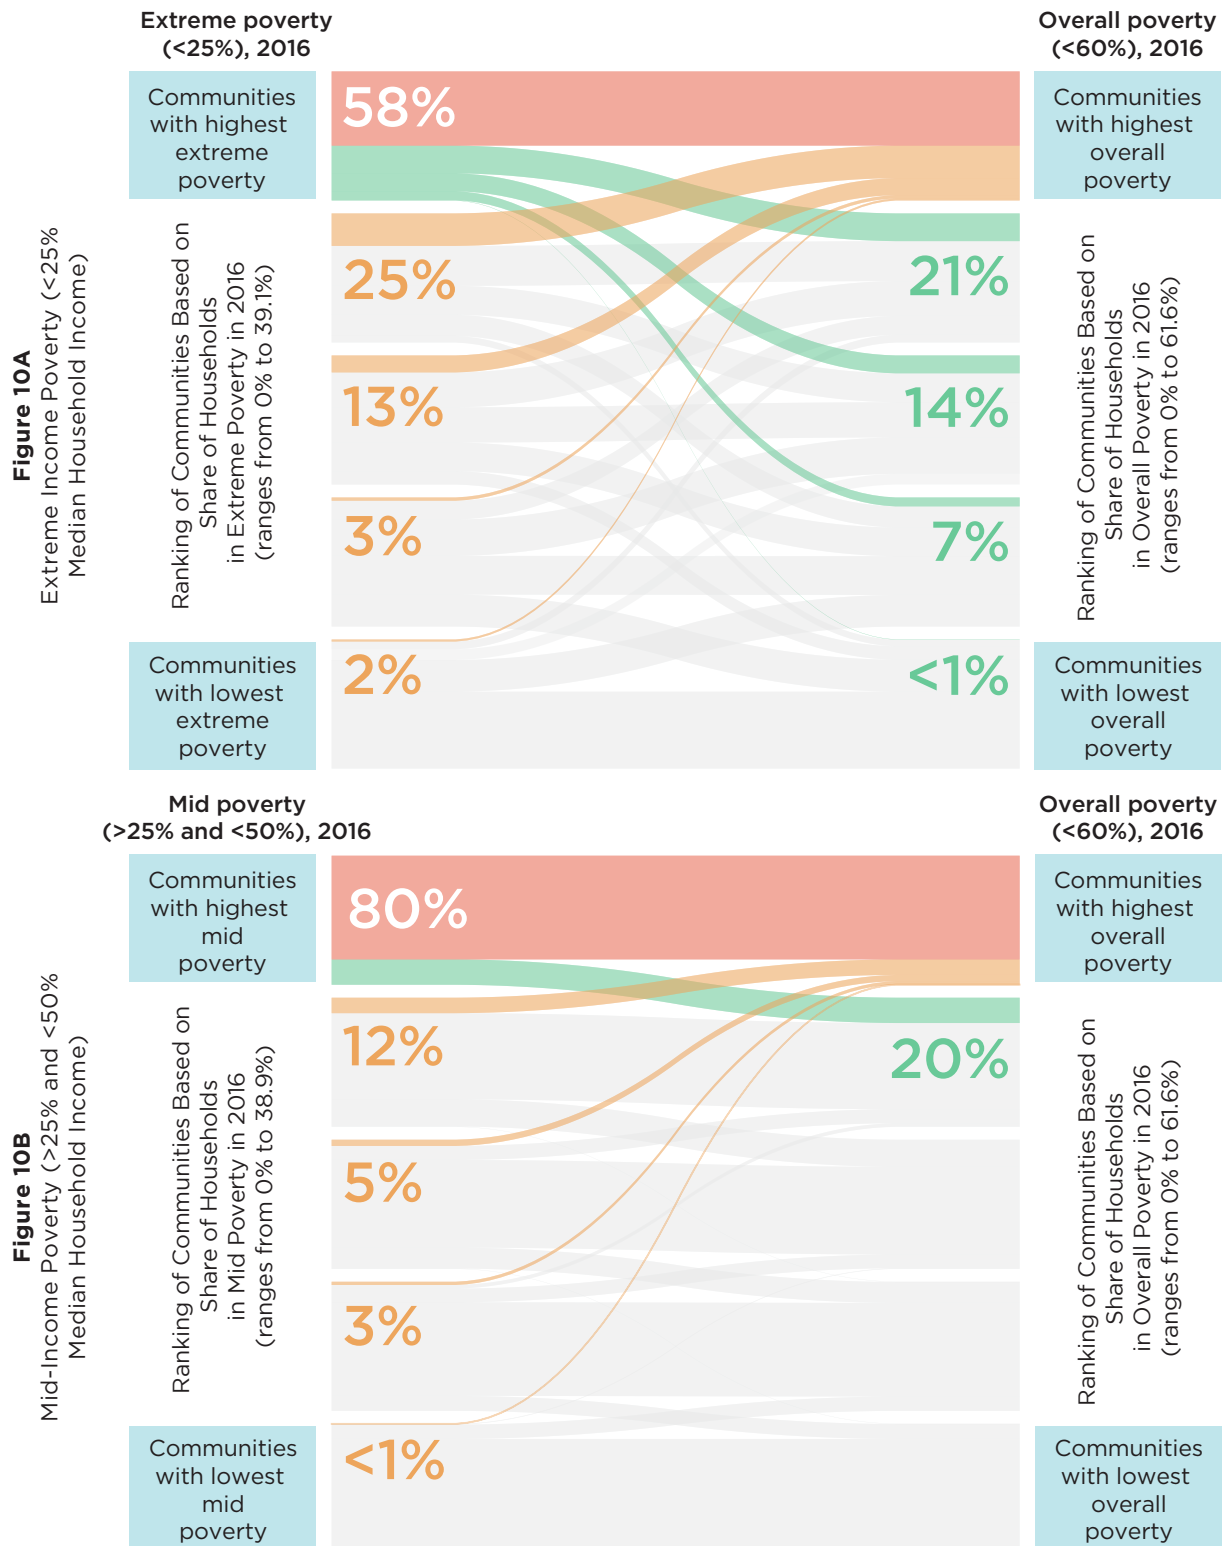 Extreme poverty
(<25%), 2016
Overall poverty
(<60%), 2016
Figure 10A
Extreme Income Poverty (<25%
Median Household Income)
Communities
with highest
extreme
poverty
Ranking of Communities Based on
Share of Households
in Extreme Poverty in 2016
(ranges from 0% to 39.1%)
Communities
with lowest
extreme
poverty
58%
25%
13%
3%
2%
21%
14%
7%
<1%
Communities
with highest
overall
poverty
Ranking of Communities Based on
Share of Households
in Overall Poverty in 2016
(ranges from 0% to 61.6%)
Communities
with lowest
overall
poverty
Mid poverty
(>25% and <50%), 2016
Overall poverty
(<60%), 2016
Figure 10B
Mid-Income Poverty (>25% and <50%
Median Household Income)
Communities
with highest
mid
poverty
Ranking of Communities Based on
Share of Households
in Mid Poverty in 2016
(ranges from 0% to 38.9%)
Communities
with lowest
mid
poverty
80%
12%
5%
3%
<1%
20%
Communities
with highest
overall
poverty
Ranking of Communities Based on
Share of Households
in Overall Poverty in 2016
(ranges from 0% to 61.6%)
Communities
with lowest
overall
poverty